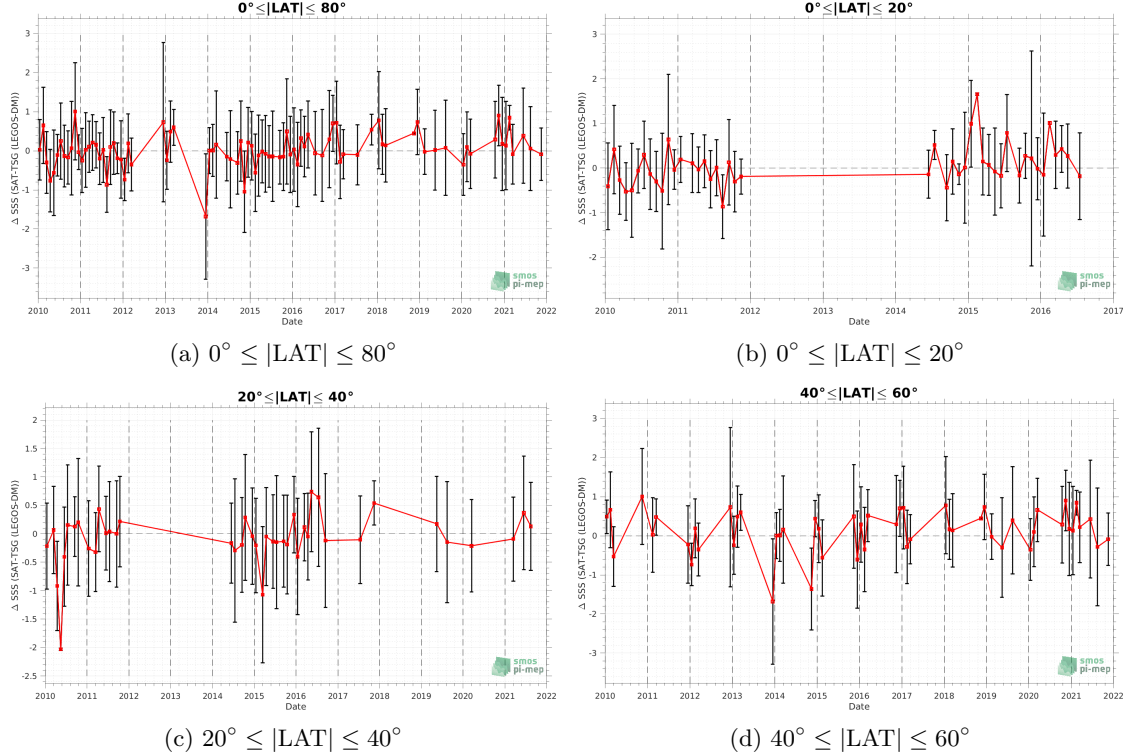 0°≤|LAT|≤ 80°
3
2
1
0
-1
-2
-3
Δ SSS (SAT-TSG (LEGOS-DM))
2010 2011 2012 2013 2014 2015 2016 2017 2018 2019 2020 2021 2022
Date
smos
pi-mep
(a) 0° ≤ |LAT| ≤ 80°
0°≤|LAT|≤ 20°
3
2
1
0
-1
-2
Δ SSS (SAT-TSG (LEGOS-DM))
2010 2011 2012 2013 2014 2015 2016 2017
Date
smos
pi-mep
(b) 0° ≤ |LAT| ≤ 20°
20°≤|LAT|≤ 40°
2
1.5
1
0.5
0
-0.5
-1
-1.5
-2
-2.5
Δ SSS (SAT-TSG (LEGOS-DM))
2010 2011 2012 2013 2014 2015 2016 2017 2018 2019 2020 2021 2022
Date
smos
pi-mep
(c) 20° ≤ |LAT| ≤ 40°
40°≤|LAT|≤ 60°
3
2
1
0
-1
-2
-3
Δ SSS (SAT-TSG (LEGOS-DM))
2010 2011 2012 2013 2014 2015 2016 2017 2018 2019 2020 2021 2022
Date
smos
pi-mep
(d) 40° ≤ |LAT| ≤ 60°